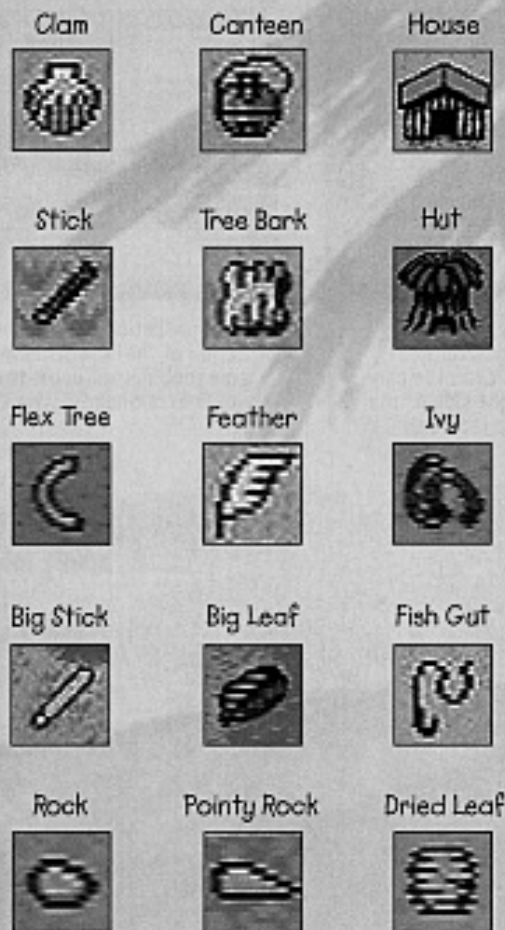 Clam Canteen House
Stick Tree Bark Hut
Flex Tree Feather Ivy
Big Stick Big Leaf Fish Gut
Rock Pointy Rock Dried Leaf